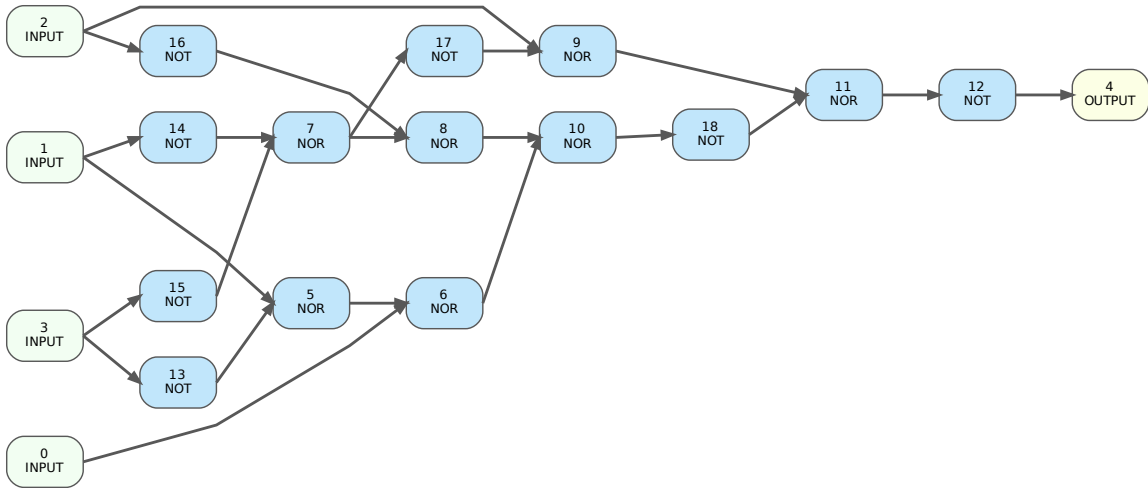 2
INPUT
16
NOT
17
NOT
9
NOR
11
NOR
12
NOT
4
OUTPUT
1
INPUT
14
NOT
7
NOR
8
NOR
10
NOR
18
NOT
3
INPUT
15
NOT
5
NOR
6
NOR
13
NOT
0
INPUT